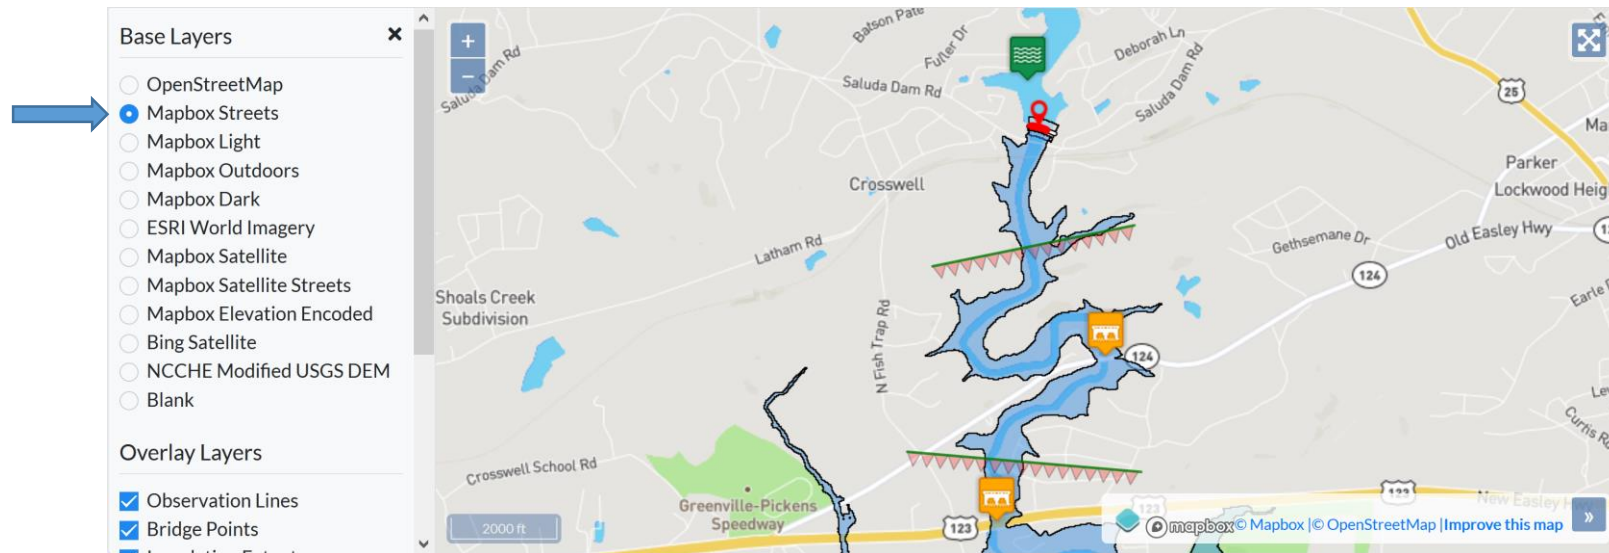 Base Layers
OpenStreetMap
Mapbox Streets
Mapbox Light
Mapbox Outdoors
Mapbox Dark
ESRI World Imagery
Mapbox Satellite
Mapbox Satellite Streets
Mapbox Elevation Encoded
Bing Satellite
NCCHE Modified USGS DEM
Blank
Overlay Layers
Observation Lines
Bridge Points
+
−
Saluda Dam Rd
Batson
Fuller Dr
Deborah Ln
Saluda Dam Rd
Saluda Dam Rd
25
Parker
Lockwood
Crosswell
Latham Rd
Gethsemane Dr
Old Easley Hwy
124
Shoals Creek
Subdivision
N Fish Trap Rd
124
Earle
Curtis
Crosswell School Rd
Greenville-Pickens
Speedway
123
123
123
New Easley Hwy
2000 ft
mapbox © Mapbox | © OpenStreetMap | Improve this map
»